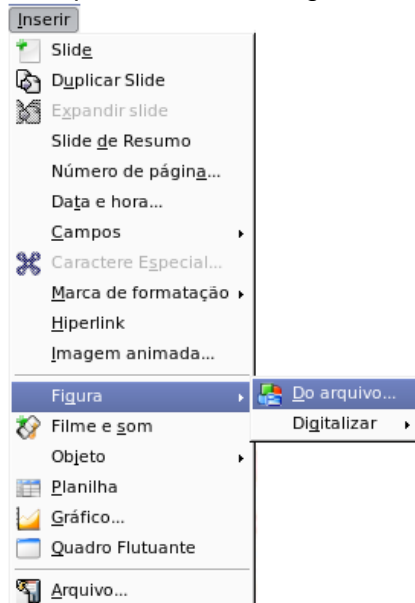 Inserir
Slide
Duplicar Slide
Expandir slide
Slide de Resumo
Número de página...
Data e hora...
Campos
Caractere Especial...
Marca de formatação
Hiperlink
Imagem animada...
Figura
Do arquivo...
Digitalizar
Filme e som
Objeto
Planilha
Gráfico...
Quadro Flutuante
Arquivo...